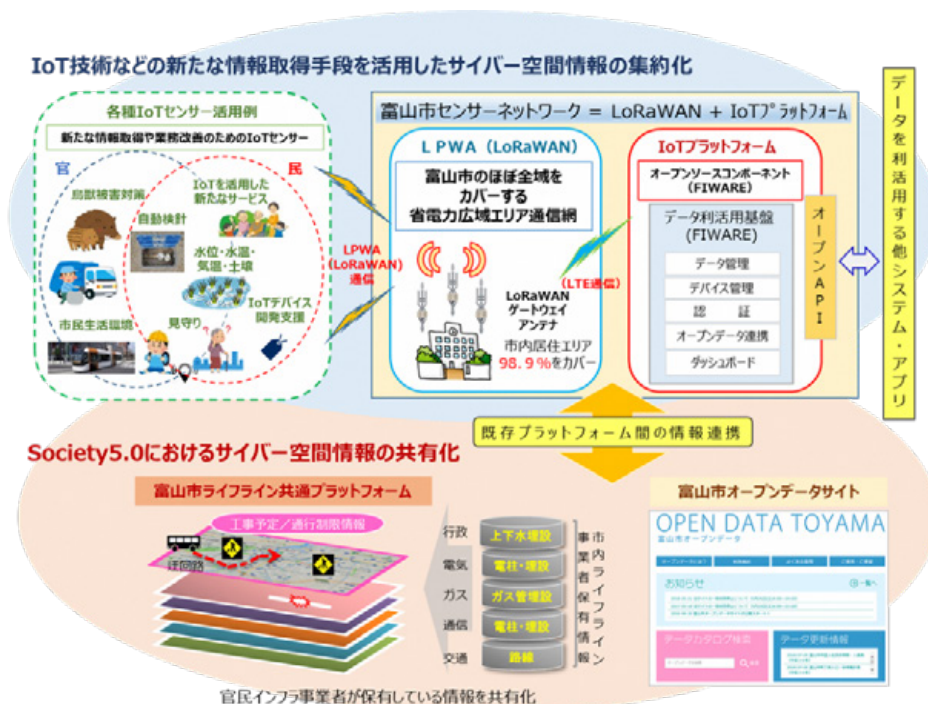 IoT技術などの新たな情報取得手段を活用したサイバー空間情報の集約化
各種IoTセンサー活用例
新たな情報取得や業務改善のためのIoTセンサー
官
民
鳥獣被害対策
IoTを活用した
新たなサービス
自動検針
水位・水温・
気温・土壌
IoTデバイス
開発支援
市民生活環境
見守り
LPWA
(LoRaWAN)
通信
富山市センサーネットワーク = LoRaWAN + IoTプラットフォーム
LPWA（LoRaWAN）
富山市のほぼ全域を
カバーする
省電力広域エリア通信網
LoRaWAN
ゲートウェイ
アンテナ
市内居住エリア
98.9%をカバー
(LTE通信)
IoTプラットフォーム
オープンソースコンポーネント
(FIWARE)
データ利活用基盤
(FIWARE)
データ管理
デバイス管理
認　証
オープンデータ連携
ダッシュボード
オープンAPI
データを利活用する他システム・アプリ
既存プラットフォーム間の情報連携
Society5.0におけるサイバー空間情報の共有化
富山市ライフライン共通プラットフォーム
工事予定／通行制限情報
迂回路
行政
電気
ガス
通信
交通
上下水埋設
電柱・埋設
ガス管埋設
電柱・埋設
路線
市内ライフライン
事業者保有情報
官民インフラ事業者が保有している情報を共有化
富山市オープンデータサイト
OPEN DATA TOYAMA
富山市オープンデータ
お知らせ
一覧へ
データカタログ検索
データ更新情報